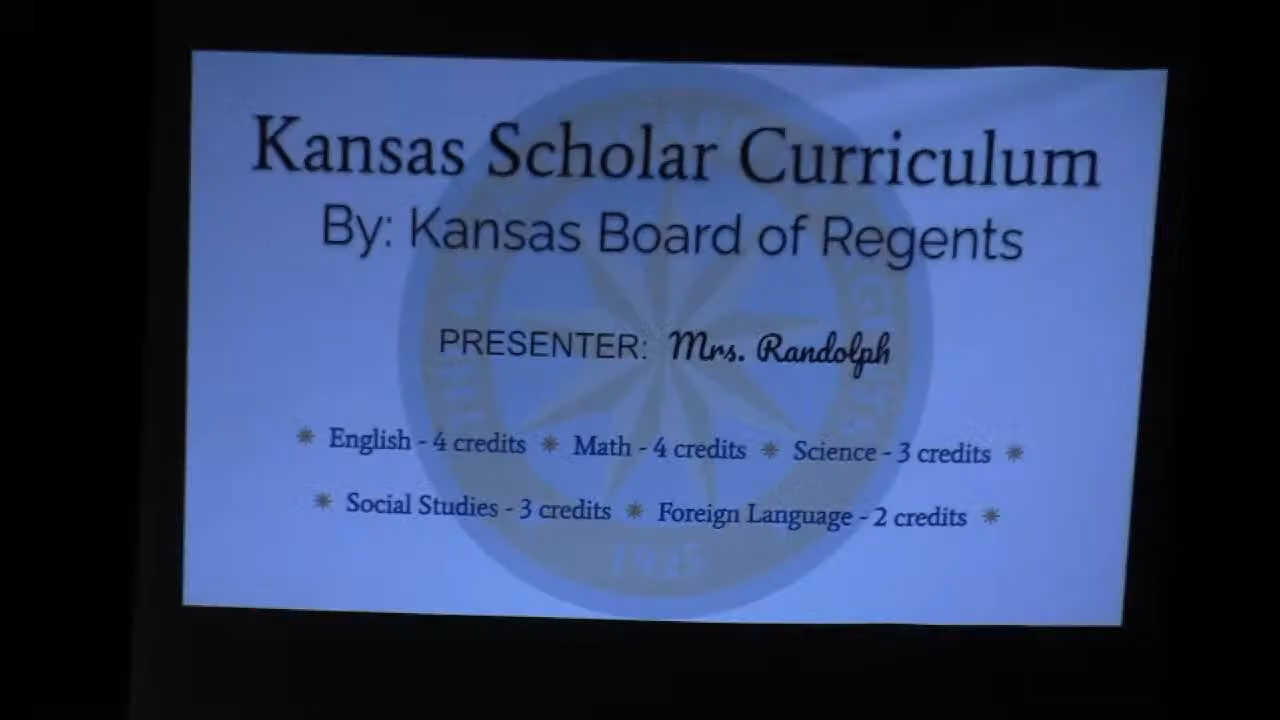 Kansas Scholar Curriculum
By: Kansas Board of Regents
PRESENTER: Mrs. Randolph
✷ English - 4 credits ✷ Math - 4 credits ✷ Science - 3 credits ✷
✷ Social Studies - 3 credits ✷ Foreign Language - 2 credits ✷